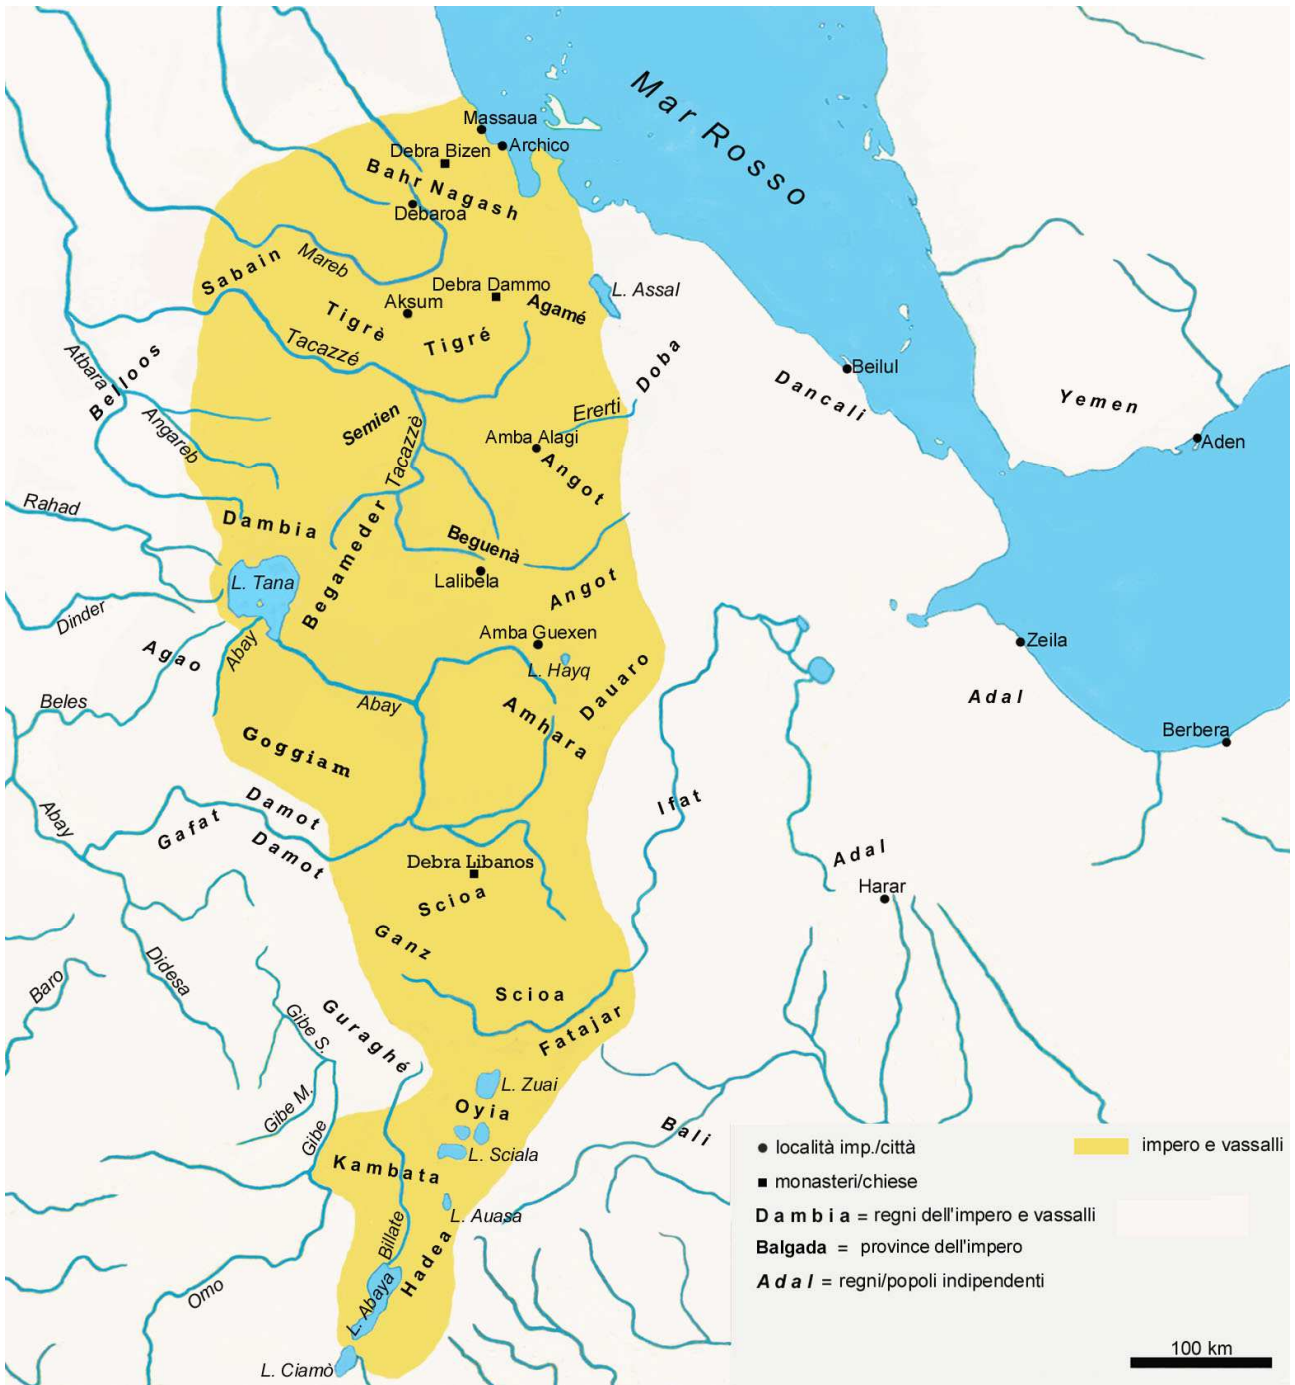 Mar Rosso
Massaua
Archico
Debra Bizen
Bahr Nagash
Debaroa
Mareb
Sabain
Debra Dammo
L. Assal
Aksum
Agamé
Tigrè
Tigré
Tacazzé
Doba
Atbara
Belloos
Beilul
Dancali
Yemen
Ererti
Semien
Angareb
Tacazzè
Amba Alagi
Aden
Angot
Rahad
Dambia
Begameder
Beguenà
L. Tana
Lalibela
Angot
Dinder
Agao
Abay
Amba Guexen
Zeila
L. Hayq
Dauaro
Adal
Beles
Abay
Amhara
Berbera
Goggiam
Damot
Ifat
Abay
Gafat
Damot
Debra Libanos
Adal
Harar
Scioa
Ganz
Didesa
Baro
Scioa
Guraghé
Gibe S.
Fatajar
L. Zuai
Gibe M.
Gibe
Oyia
Bali
L. Sciala
Kambata
L. Auasa
Billate
Hadea
Omo
L. Abaya
L. Ciamò
località imp./città
impero e vassalli
monasteri/chiese
Dambia = regni dell'impero e vassalli
Balgada = province dell'impero
Adal = regni/popoli indipendenti
100 km